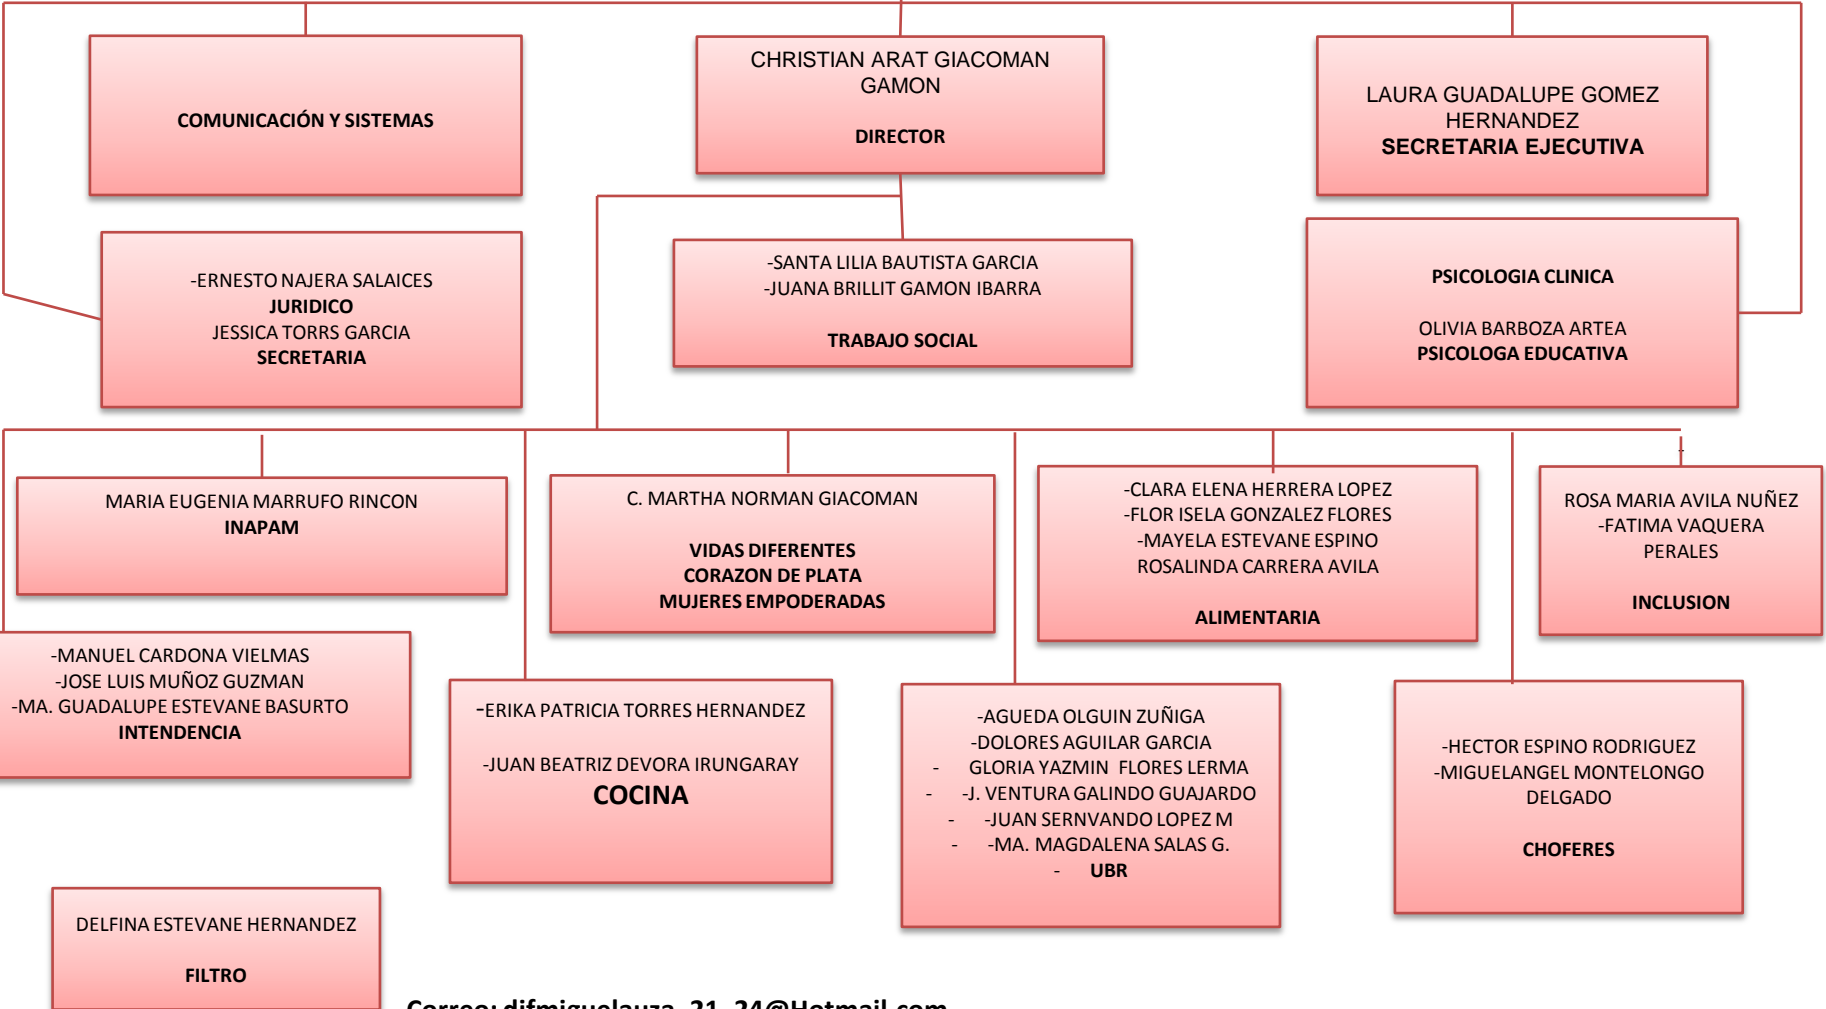 COMUNICACIÓN Y SISTEMAS
CHRISTIAN ARAT GIACOMAN
GAMON
DIRECTOR
LAURA GUADALUPE GOMEZ
HERNANDEZ
SECRETARIA EJECUTIVA
-ERNESTO NAJERA SALAICES
JURIDICO
JESSICA TORRS GARCIA
SECRETARIA
-SANTA LILIA BAUTISTA GARCIA
-JUANA BRILLIT GAMON IBARRA
TRABAJO SOCIAL
PSICOLOGIA CLINICA
OLIVIA BARBOZA ARTEA
PSICOLOGA EDUCATIVA
MARIA EUGENIA MARRUFO RINCON
INAPAM
C. MARTHA NORMAN GIACOMAN
VIDAS DIFERENTES
CORAZON DE PLATA
MUJERES EMPODERADAS
-CLARA ELENA HERRERA LOPEZ
-FLOR ISELA GONZALEZ FLORES
-MAYELA ESTEVANE ESPINO
ROSALINDA CARRERA AVILA
ALIMENTARIA
-
ROSA MARIA AVILA NUÑEZ
-FATIMA VAQUERA
PERALES
INCLUSION
-MANUEL CARDONA VIELMAS
-JOSE LUIS MUÑOZ GUZMAN
-MA. GUADALUPE ESTEVANE BASURTO
INTENDENCIA
-ERIKA PATRICIA TORRES HERNANDEZ
-JUAN BEATRIZ DEVORA IRUNGARAY
COCINA
-AGUEDA OLGUIN ZUÑIGA
-DOLORES AGUILAR GARCIA
- GLORIA YAZMIN FLORES LERMA
- -J. VENTURA GALINDO GUAJARDO
- -JUAN SERNVANDO LOPEZ M
- -MA. MAGDALENA SALAS G.
- UBR
-HECTOR ESPINO RODRIGUEZ
-MIGUELANGEL MONTELONGO
DELGADO
CHOFERES
DELFINA ESTEVANE HERNANDEZ
FILTRO
Correo: difmiguelauza_21_24@Hotmail.com